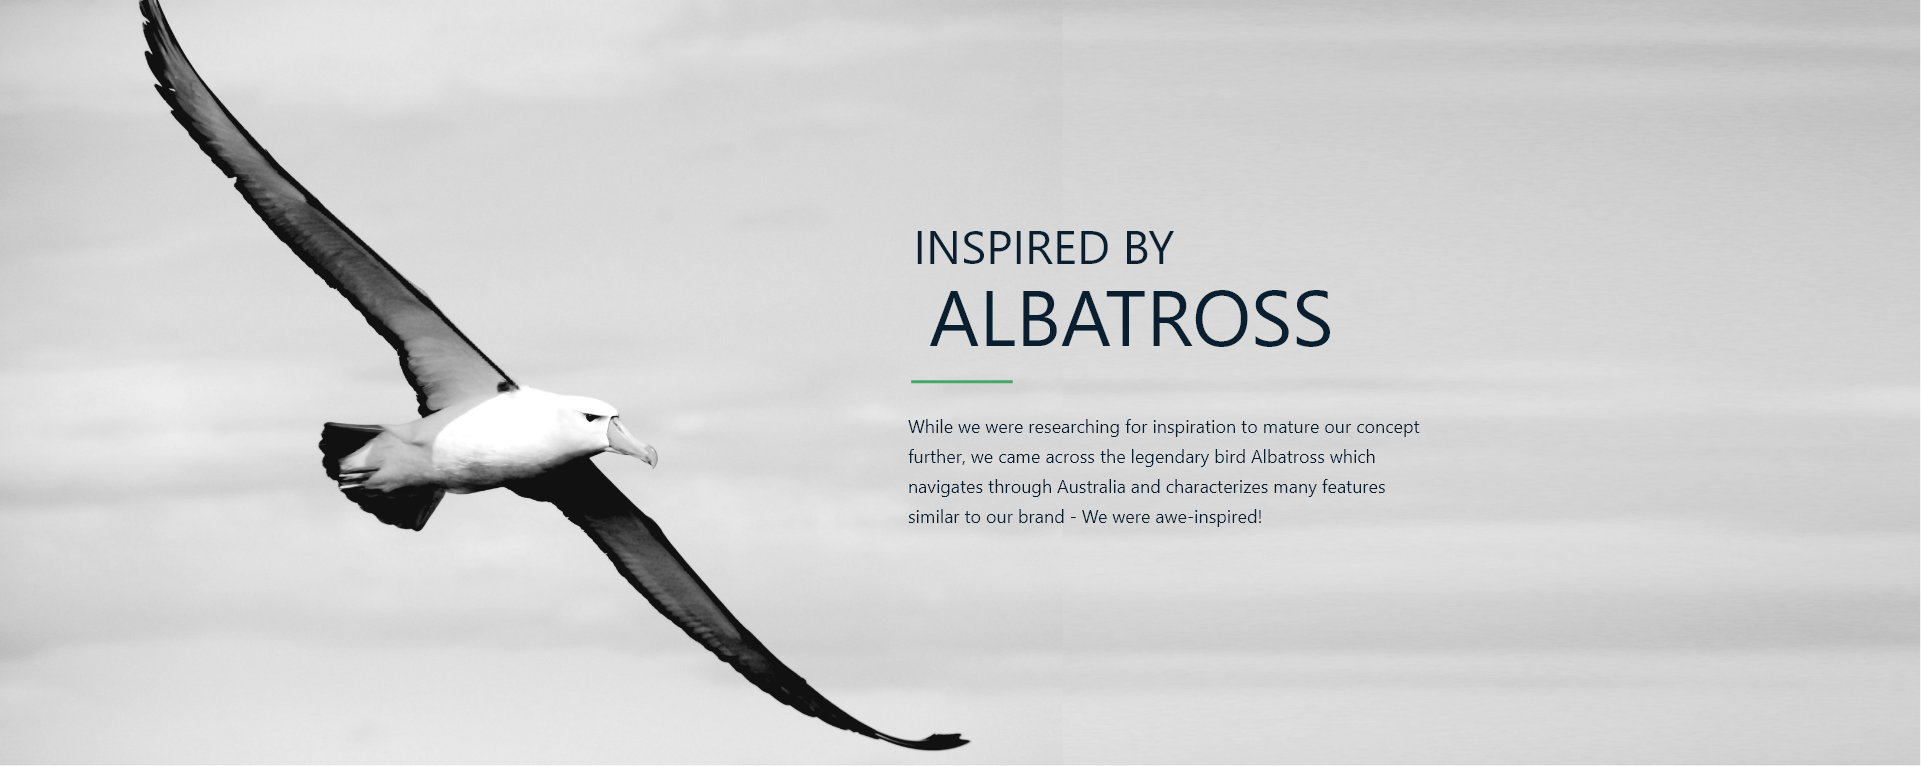 INSPIRED BY
ALBATROSS
While we were researching for inspiration to mature our concept
further, we came across the legendary bird Albatross which
navigates through Australia and characterizes many features
similar to our brand - We were awe-inspired!